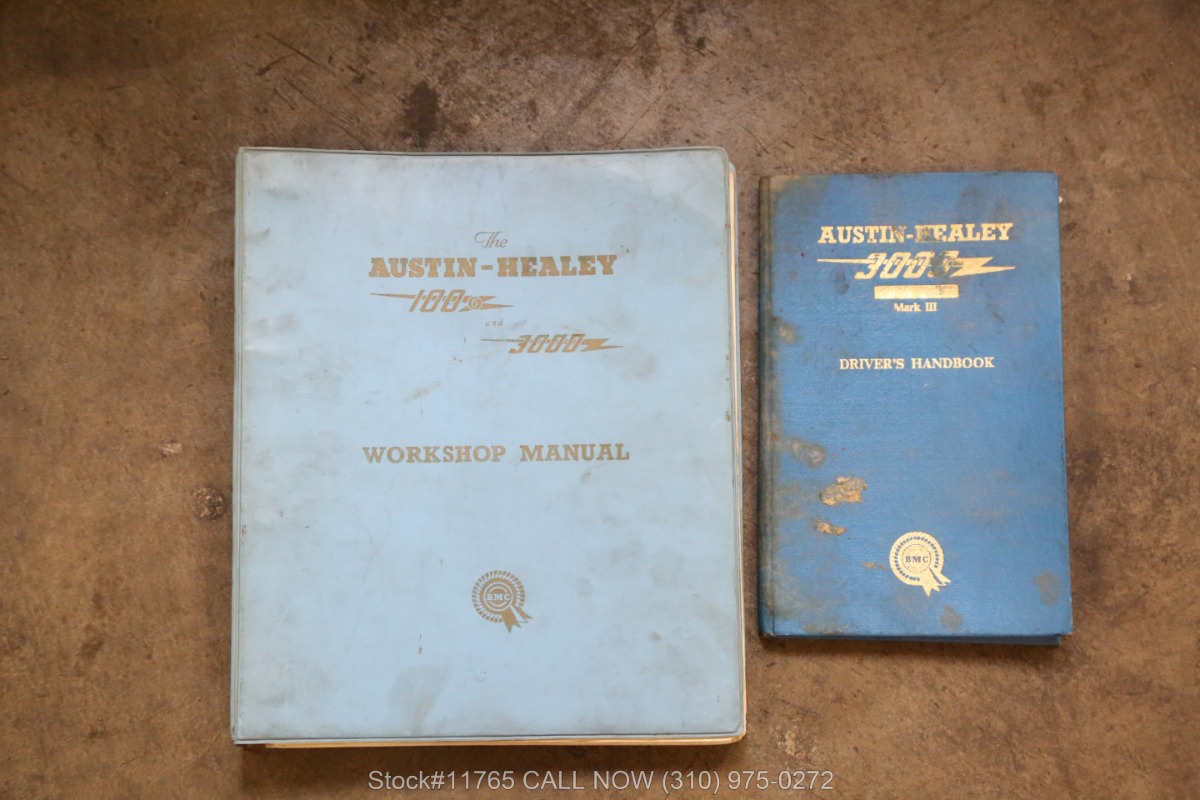 The
AUSTIN-HEALEY
100
6
and
3000
WORKSHOP MANUAL
BMC
AUSTIN-HEALEY
3000
Mark III
DRIVER'S HANDBOOK
BMC
Stock#11765 CALL NOW (310) 975-0272